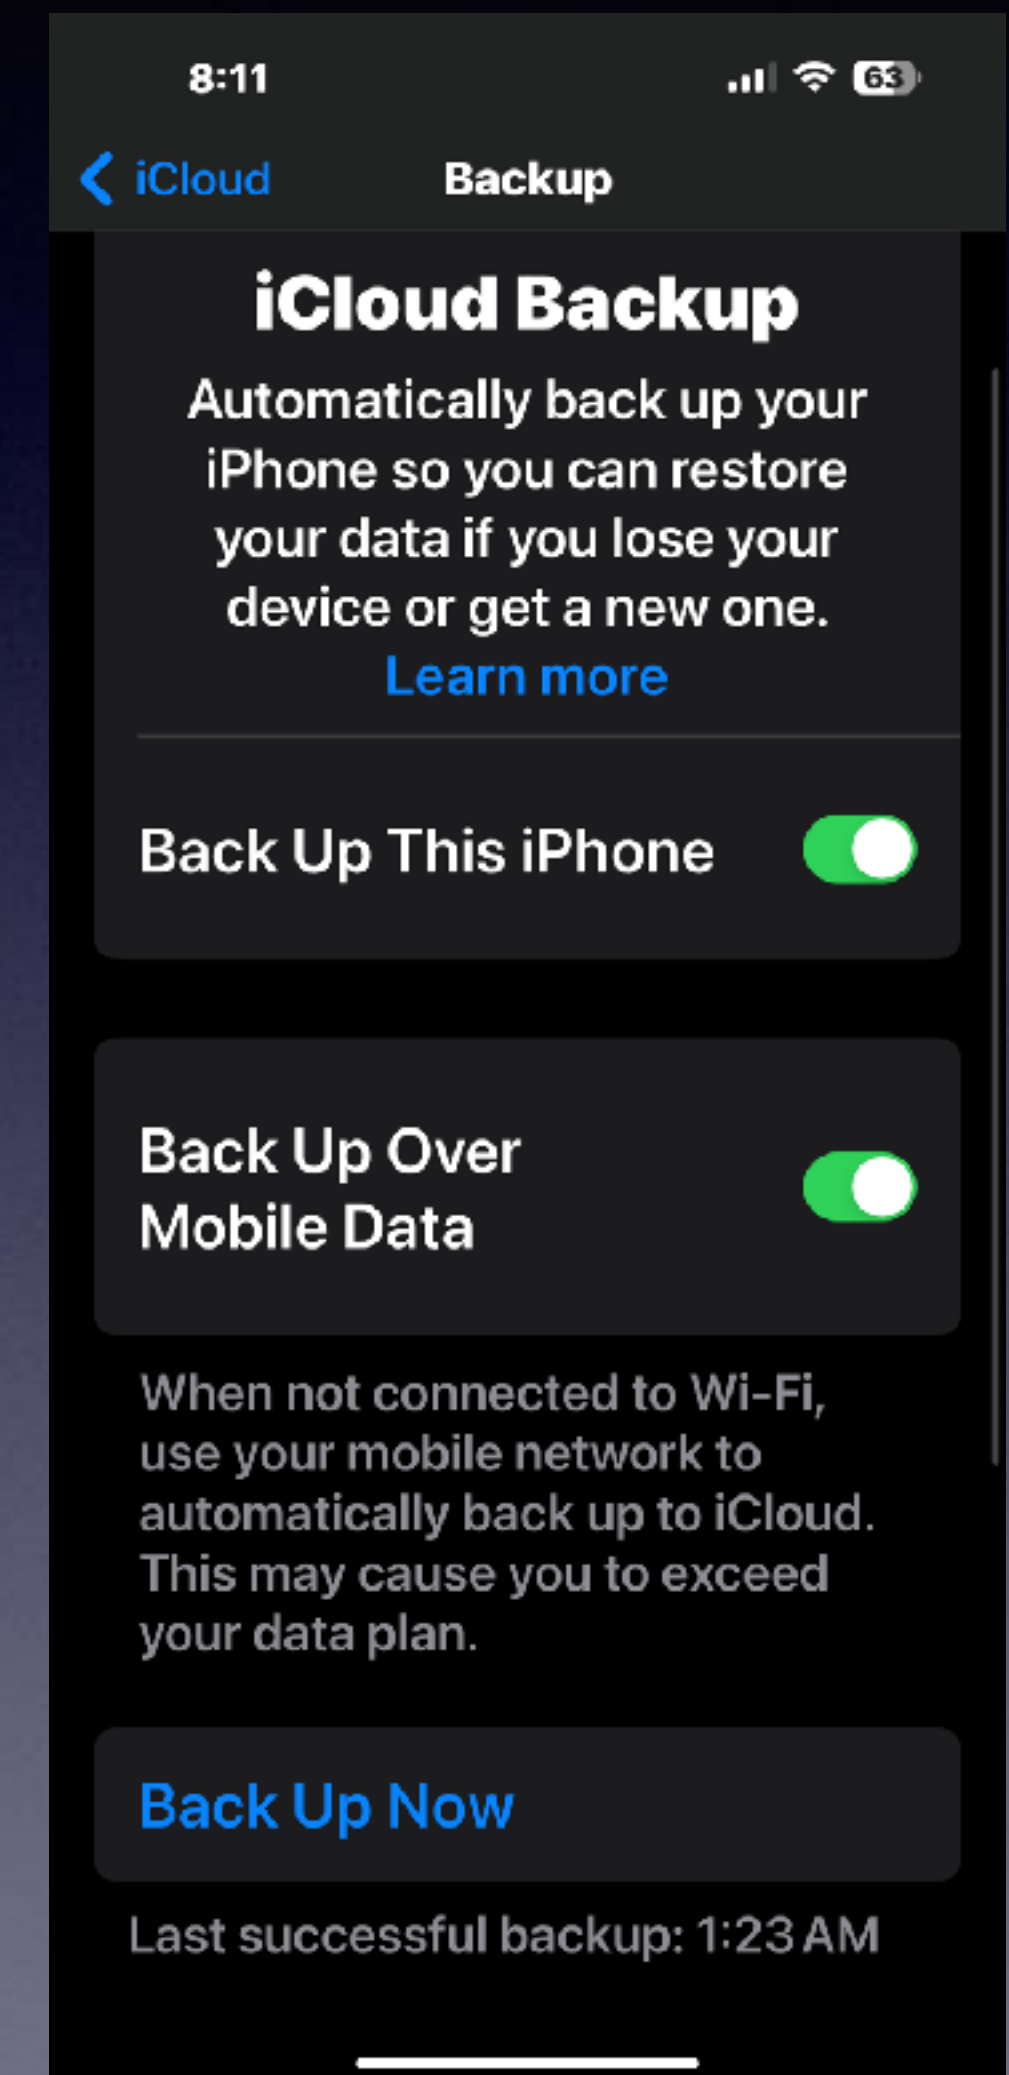 8:11
63
iCloud
Backup
iCloud Backup
Automatically back up your
iPhone so you can restore
your data if you lose your
device or get a new one.
Learn more
Back Up This iPhone
Back Up Over
Mobile Data
When not connected to Wi-Fi,
use your mobile network to
automatically back up to iCloud.
This may cause you to exceed
your data plan.
Back Up Now
Last successful backup: 1:23 AM